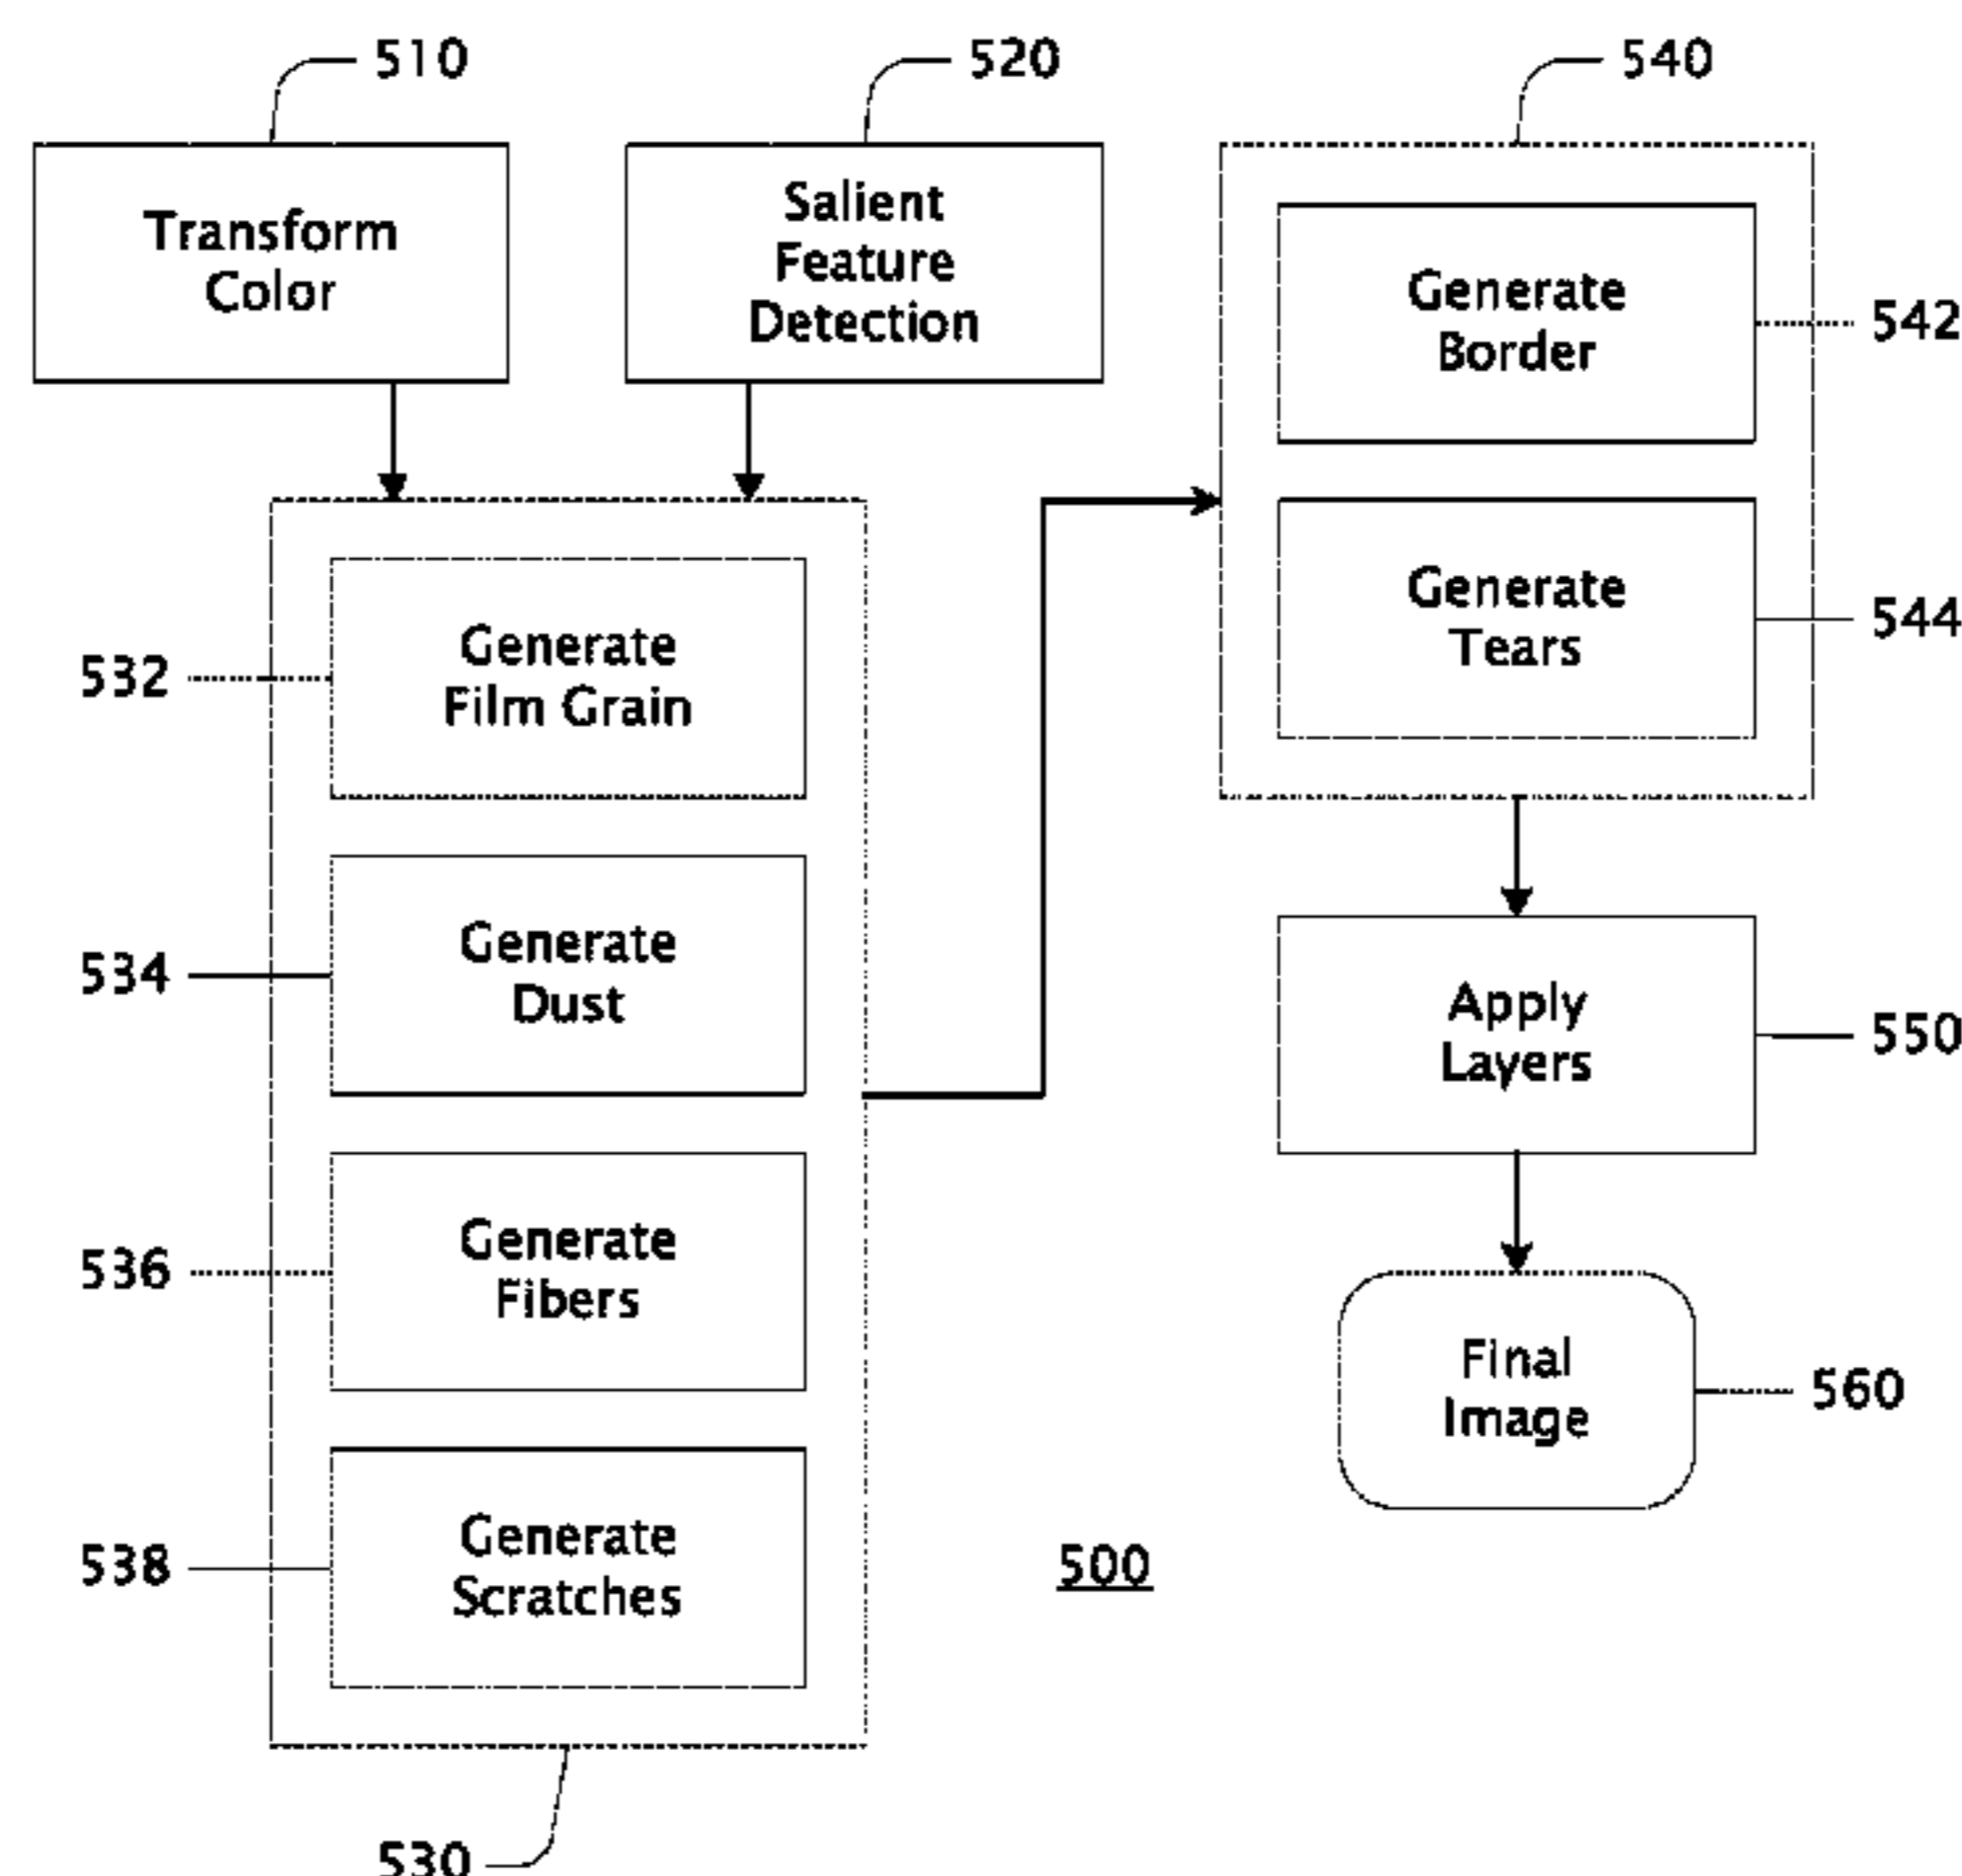 510
520
540
Transform
Color
Salient
Feature
Detection
Generate
Border
542
Generate
Tears
544
532
Generate
Film Grain
534
Generate
Dust
Apply
Layers
550
536
Generate
Fibers
Final
Image
560
538
Generate
Scratches
500
530